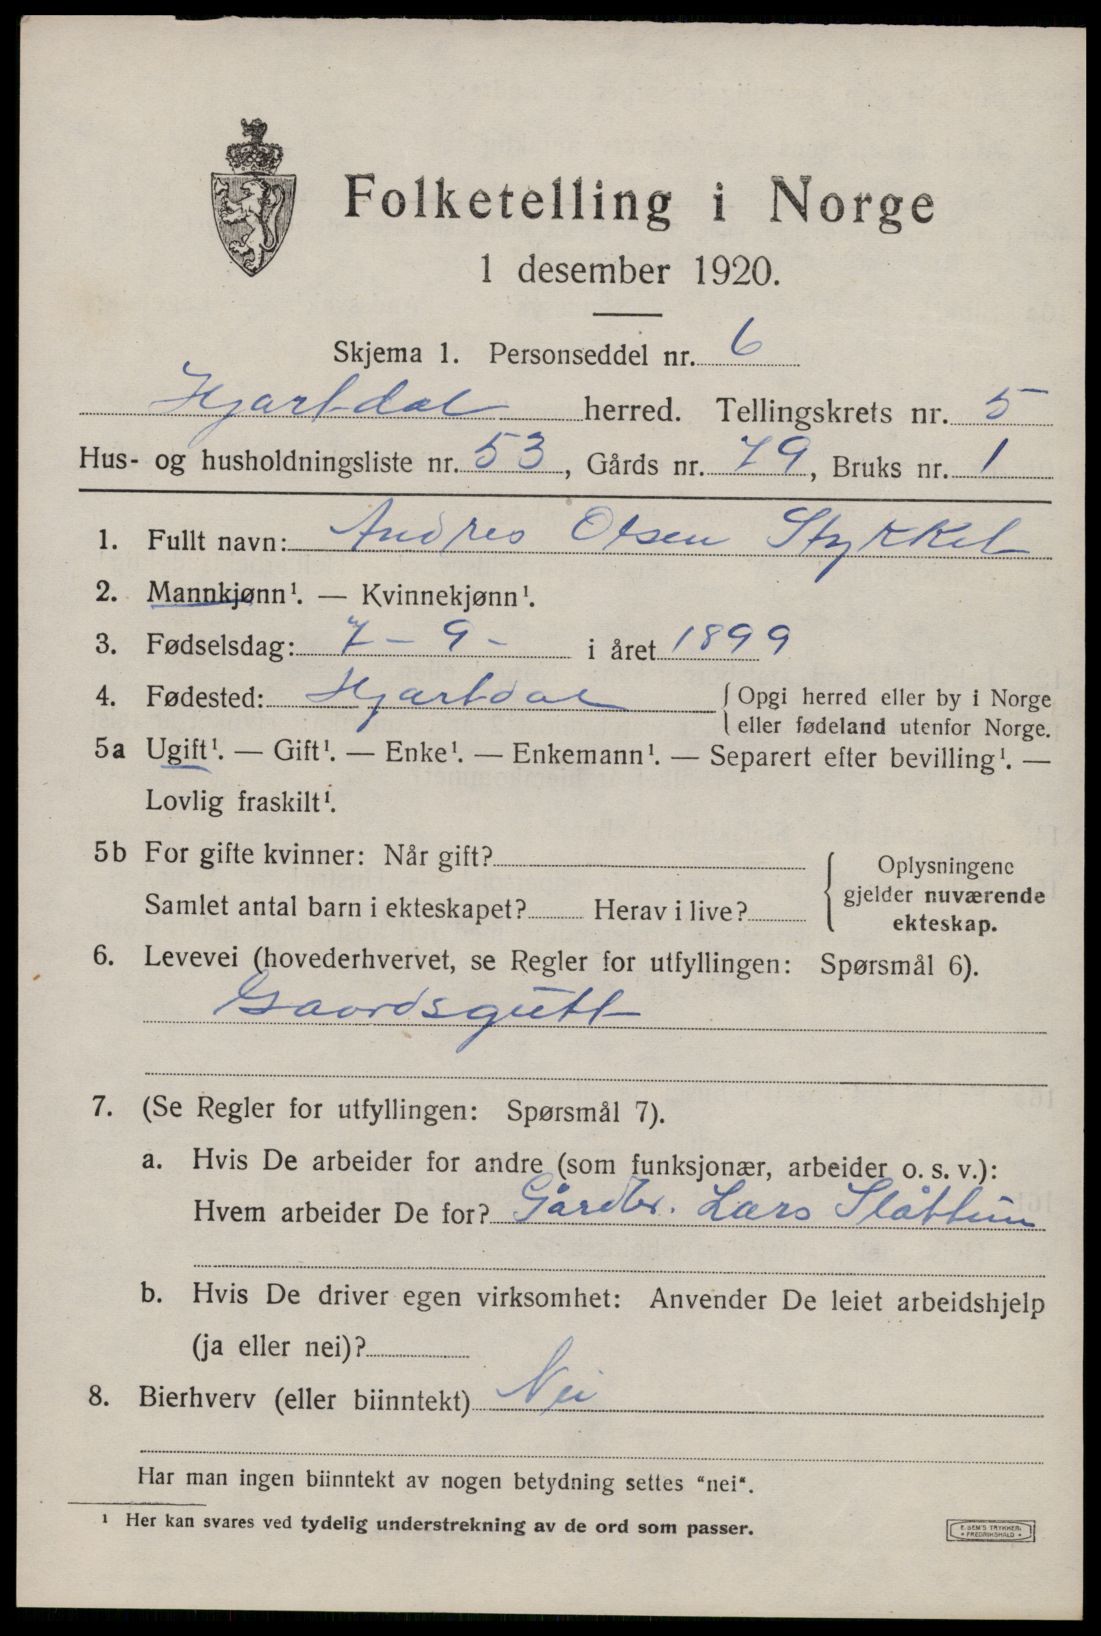 Folketelling i Norge
1 desember 1920.
Skjema 1. Personseddel nr. 6
Hjartdal herred. Tellingskrets nr. 5
Hus- og husholdningsliste nr. 53, Gårds nr. 79, Bruks nr. 1
1. Fullt navn: Andres Olsen Stykket
2. Mannkjønn¹. — Kvinnekjønn¹.
3. Fødselsdag: 7 - 9 - i året 1899
4. Fødested: Hjartdal { Opgi herred eller by i Norge
eller fødeland utenfor Norge.
5a Ugift¹. — Gift¹. — Enke¹. — Enkemann¹. — Separert efter bevilling¹. —
Lovlig fraskilt¹.
5b For gifte kvinner: Når gift?
Samlet antal barn i ekteskapet? Herav i live?
{ Oplysningene
gjelder nuværende
ekteskap.
6. Levevei (hovederhvervet, se Regler for utfyllingen: Spørsmål 6).
Gaardsgutt
7. (Se Regler for utfyllingen: Spørsmål 7).
a. Hvis De arbeider for andre (som funksjonær, arbeider o. s. v.):
Hvem arbeider De for? Gårdbr. Lars Slåttum
b. Hvis De driver egen virksomhet: Anvender De leiet arbeidshjelp
(ja eller nei)?
8. Bierhverv (eller biinntekt) Nei
Har man ingen biinntekt av nogen betydning settes "nei".
¹ Her kan svares ved tydelig understrekning av de ord som passer.
E. SEM'S TRYKKERI
• FREDRIKSHALD •